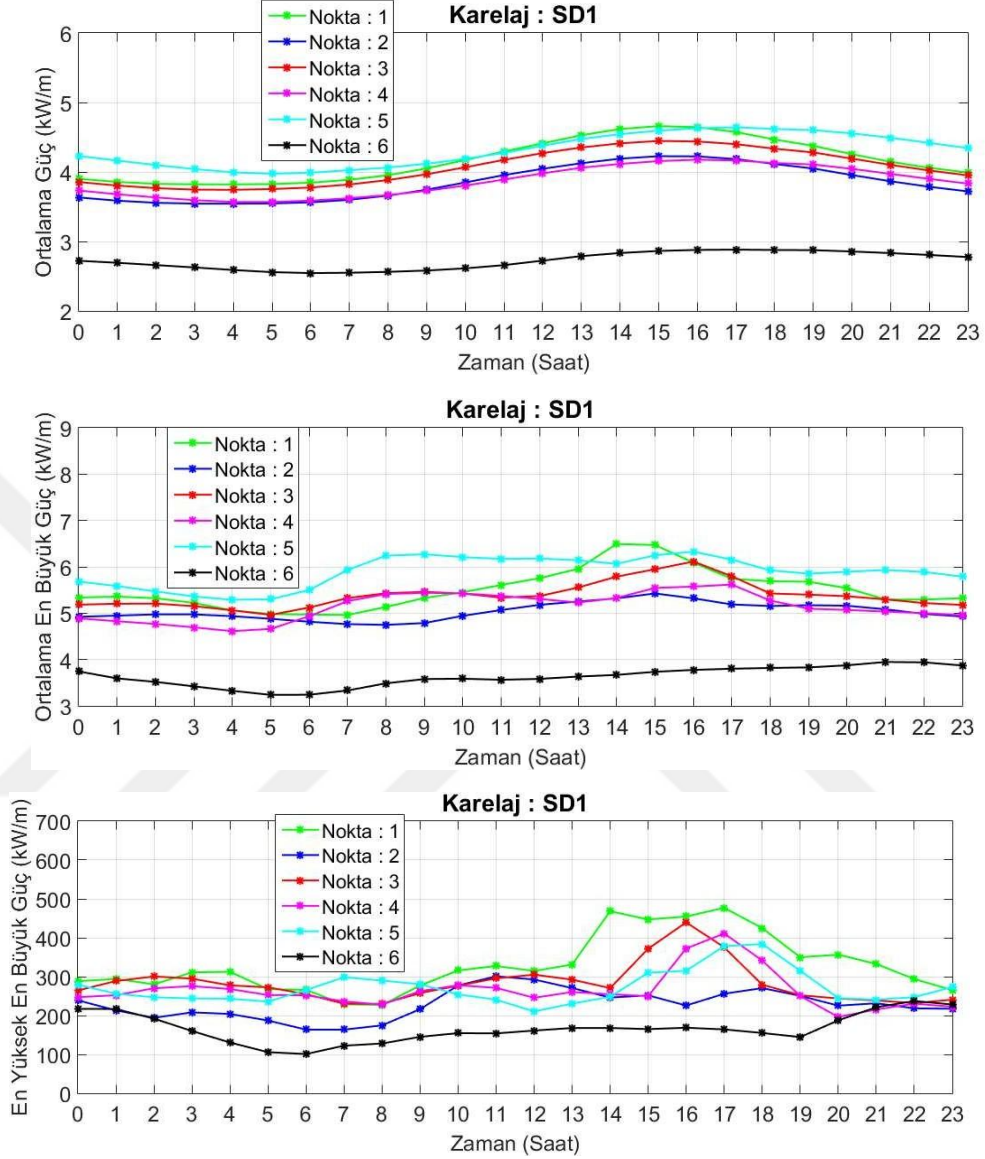 Karelaj : SD1
Ortalama Güç (kW/m)
6
5
4
3
2
Nokta : 1
Nokta : 2
Nokta : 3
Nokta : 4
Nokta : 5
Nokta : 6
0 1 2 3 4 5 6 7 8 9 10 11 12 13 14 15 16 17 18 19 20 21 22 23
Zaman (Saat)
Karelaj : SD1
Ortalama En Büyük Güç (kW/m)
9
8
7
6
5
4
3
Nokta : 1
Nokta : 2
Nokta : 3
Nokta : 4
Nokta : 5
Nokta : 6
0 1 2 3 4 5 6 7 8 9 10 11 12 13 14 15 16 17 18 19 20 21 22 23
Zaman (Saat)
Karelaj : SD1
En Yüksek En Büyük Güç (kW/m)
700
600
500
400
300
200
100
0
Nokta : 1
Nokta : 2
Nokta : 3
Nokta : 4
Nokta : 5
Nokta : 6
0 1 2 3 4 5 6 7 8 9 10 11 12 13 14 15 16 17 18 19 20 21 22 23
Zaman (Saat)